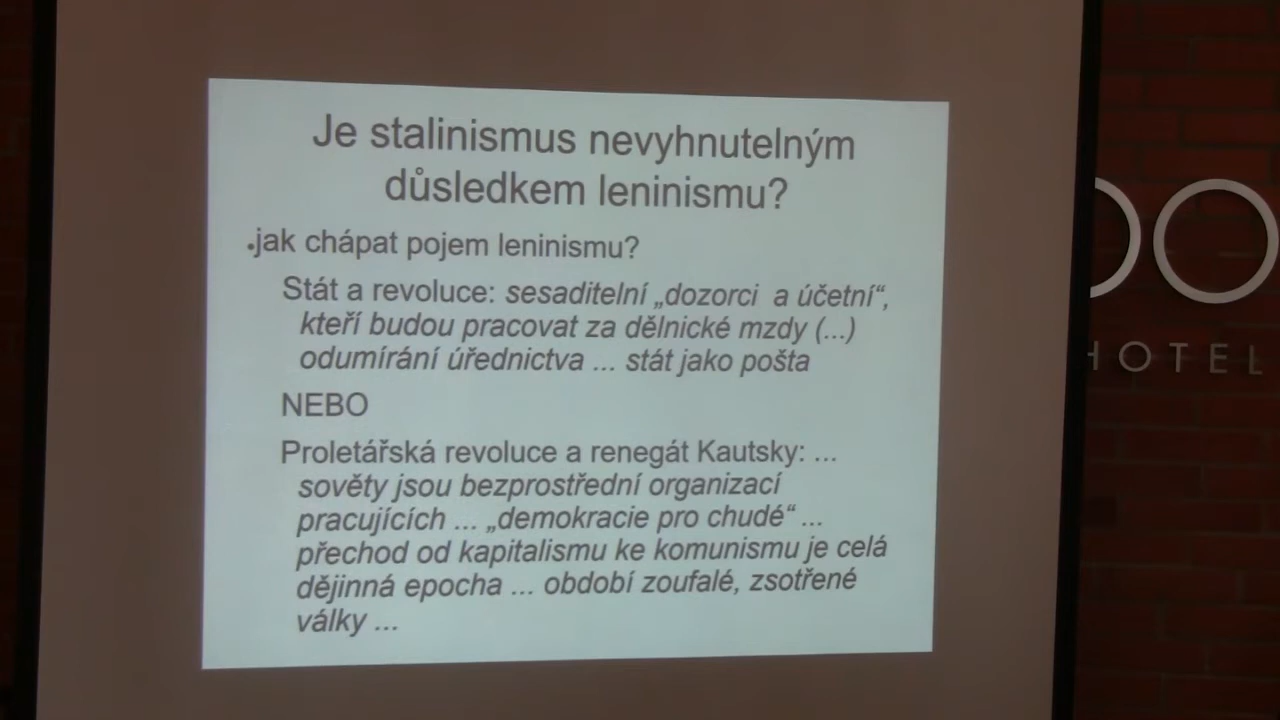 Je stalinismus nevyhnutelným
důsledkem leninismu?
•jak chápat pojem leninismu?
Stát a revoluce: sesaditelní „dozorci a účetní“,
kteří budou pracovat za dělnické mzdy (...)
odumírání úřednictva ... stát jako pošta
NEBO
Proletářská revoluce a renegát Kautsky: ...
sověty jsou bezprostřední organizací
pracujících ... „demokracie pro chudé“ ...
přechod od kapitalismu ke komunismu je celá
dějinná epocha ... období zoufalé, zsotřené
války ...
HOTEL